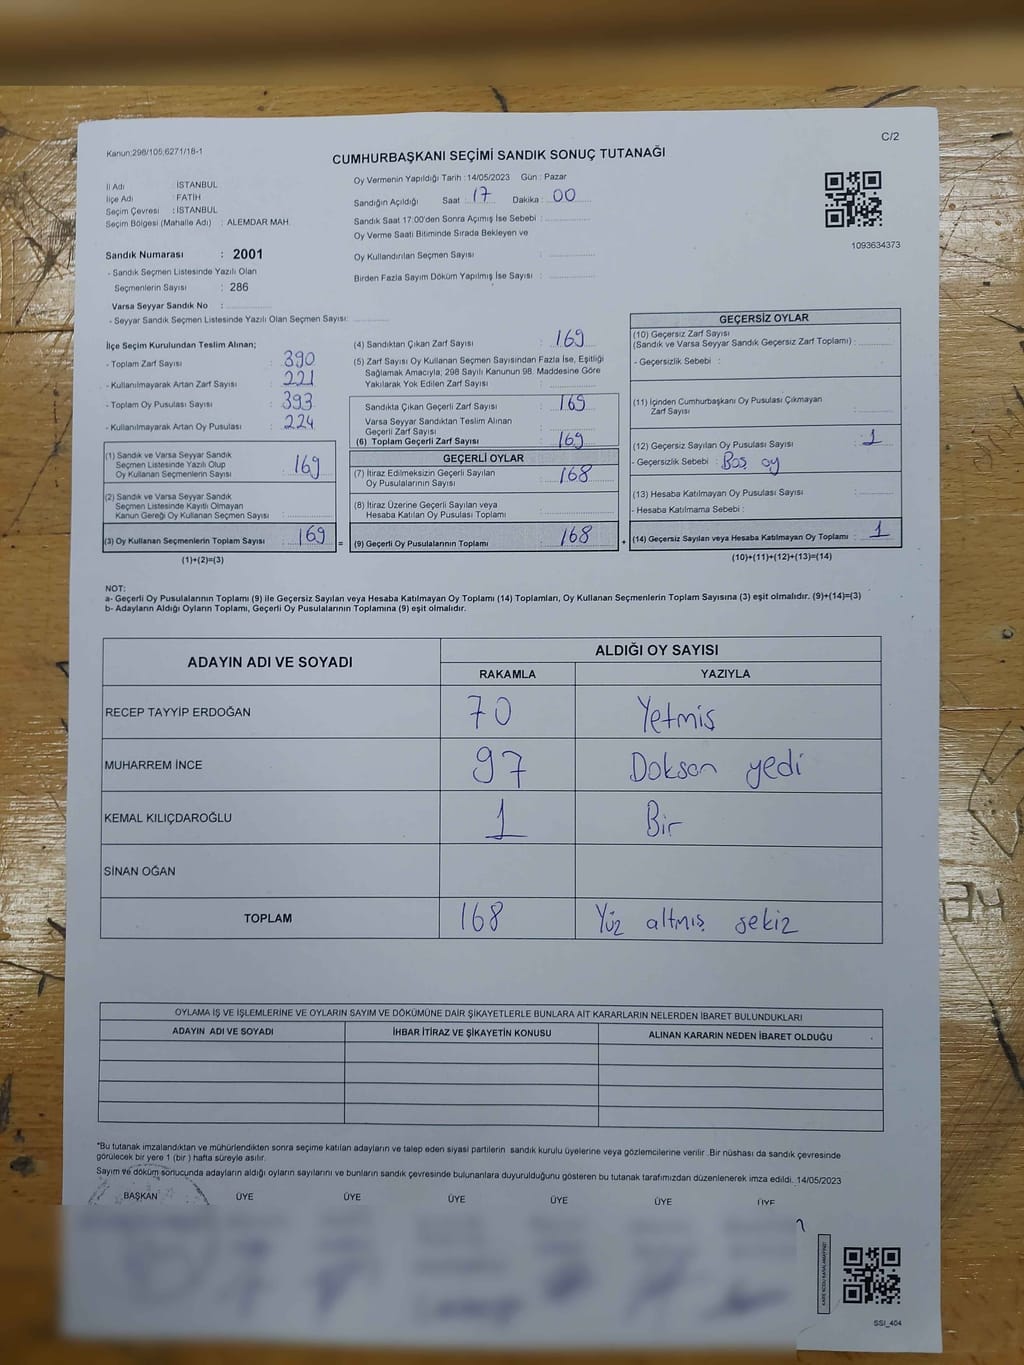 C/2
Kanun:298/105,6271/18-1
CUMHURBAŞKANI SEÇİMİ SANDIK SONUÇ TUTANAĞI
İl Adı : İSTANBUL
İlçe Adı : FATİH
Seçim Çevresi : İSTANBUL
Seçim Bölgesi (Mahalle Adı) : ALEMDAR MAH.
Oy Vermenin Yapıldığı Tarih :14/05/2023 Gün : Pazar
Sandığın Açıldığı Saat : 17 Dakika : 00
Sandık Saat 17:00'den Sonra Açımış İse Sebebi :
Oy Verme Saati Bitiminde Sırada Bekleyen ve
Oy Kullandırılan Seçmen Sayısı :
Birden Fazla Sayım Döküm Yapılmış İse Sayısı :
1093634373
Sandık Numarası : 2001
- Sandık Seçmen Listesinde Yazılı Olan
Seçmenlerin Sayısı : 286
Varsa Seyyar Sandık No :
- Seyyar Sandık Seçmen Listesinde Yazılı Olan Seçmen Sayısı:
İlçe Seçim Kurulundan Teslim Alınan;
- Toplam Zarf Sayısı : 390
- Kullanılmayarak Artan Zarf Sayısı : 221
- Toplam Oy Pusulası Sayısı : 393
- Kullanılmayarak Artan Oy Pusulası : 224
(1) Sandık ve Varsa Seyyar Sandık
Seçmen Listesinde Yazılı Olup
Oy Kullanan Seçmenlerin Sayısı : 169
(2) Sandık ve Varsa Seyyar Sandık
Seçmen Listesinde Kayıtlı Olmayan
Kanun Gereği Oy Kullanan Seçmen Sayısı :
(3) Oy Kullanan Seçmenlerin Toplam Sayısı : 169
(1)+(2)=(3)
(4) Sandıktan Çıkan Zarf Sayısı : 169
(5) Zarf Sayısı Oy Kullanan Seçmen Sayısından Fazla İse, Eşitliği
Sağlamak Amacıyla; 298 Sayılı Kanunun 98. Maddesine Göre
Yakılarak Yok Edilen Zarf Sayısı :
Sandıkta Çıkan Geçerli Zarf Sayısı : 169
Varsa Seyyar Sandıktan Teslim Alınan
Geçerli Zarf Sayısı :
(6) Toplam Geçerli Zarf Sayısı : 169
GEÇERLİ OYLAR
(7) İtiraz Edilmeksizin Geçerli Sayılan
Oy Pusulalarının Sayısı : 168
(8) İtiraz Üzerine Geçerli Sayılan veya
Hesaba Katılan Oy Pusulası Toplamı :
= (9) Geçerli Oy Pusulalarının Toplamı : 168
GEÇERSİZ OYLAR
(10) Geçersiz Zarf Sayısı
(Sandık ve Varsa Seyyar Sandık Geçersiz Zarf Toplamı) :
- Geçersizlik Sebebi :
(11) İçinden Cumhurbaşkanı Oy Pusulası Çıkmayan
Zarf Sayısı :
(12) Geçersiz Sayılan Oy Pusulası Sayısı : 1
- Geçersizlik Sebebi : Boş oy
(13) Hesaba Katılmayan Oy Pusulası Sayısı :
- Hesaba Katılmama Sebebi :
+ (14) Geçersiz Sayılan veya Hesaba Katılmayan Oy Toplamı : 1
(10)+(11)+(12)+(13)=(14)
NOT:
a- Geçerli Oy Pusulalarının Toplamı (9) ile Geçersiz Sayılan veya Hesaba Katılmayan Oy Toplamı (14) Toplamları, Oy Kullanan Seçmenlerin Toplam Sayısına (3) eşit olmalıdır. (9)+(14)=(3)
b- Adayların Aldığı Oyların Toplamı, Geçerli Oy Pusulalarının Toplamına (9) eşit olmalıdır.
ADAYIN ADI VE SOYADI ALDIĞI OY SAYISI
RAKAMLA YAZIYLA
RECEP TAYYİP ERDOĞAN 70 Yetmiş
MUHARREM İNCE 97 Doksan yedi
KEMAL KILIÇDAROĞLU 1 Bir
SİNAN OĞAN
TOPLAM 168 Yüz altmış sekiz
OYLAMA İŞ VE İŞLEMLERİNE VE OYLARIN SAYIM VE DÖKÜMÜNE DAİR ŞİKAYETLERLE BUNLARA AİT KARARLARIN NELERDEN İBARET BULUNDUKLARI
ADAYIN ADI VE SOYADI İHBAR İTİRAZ VE ŞİKAYETİN KONUSU ALINAN KARARIN NEDEN İBARET OLDUĞU
*Bu tutanak imzalandıktan ve mühürlendikten sonra seçime katılan adayların ve talep eden siyasi partilerin sandık kurulu üyelerine veya gözlemcilerine verilir .Bir nüshası da sandık çevresinde
görülecek bir yere 1 (bir ) hafta süreyle asılır.
Sayım ve döküm sonucunda adayların aldığı oyların sayılarını ve bunların sandık çevresinde bulunanlara duyurulduğunu gösteren bu tutanak tarafımızdan düzenlenerek imza edildi. 14/05/2023
BAŞKAN ÜYE ÜYE ÜYE ÜYE ÜYE ÜYE
SSI_404